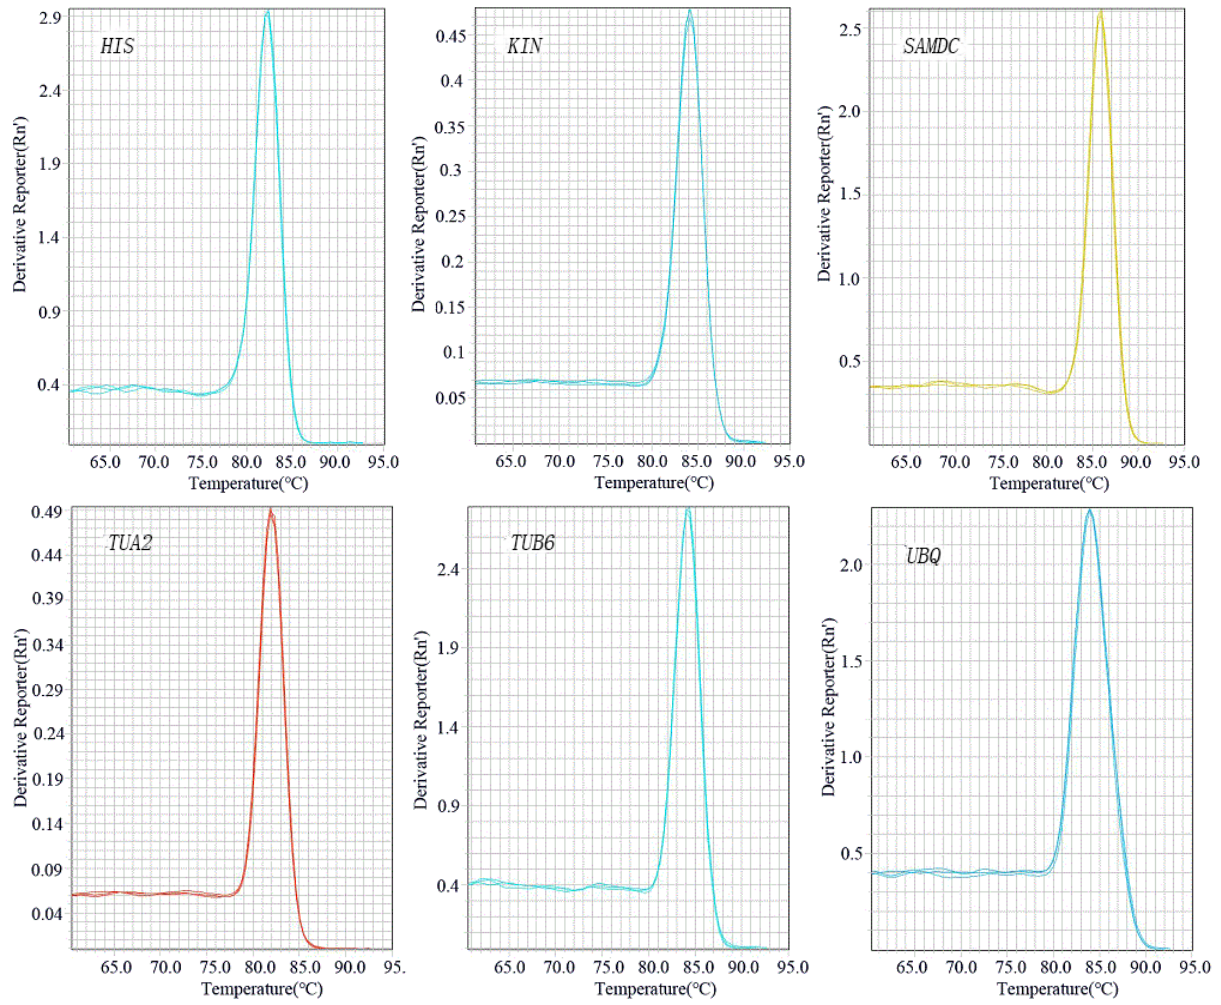 HIS
Derivative Reporter(Rn')
2.9
2.4
1.9
1.4
0.9
0.4
65.0 70.0 75.0 80.0 85.0 90.0 95.0
Temperature(°C)
KIN
Derivative Reporter(Rn')
0.45
0.4
0.35
0.3
0.25
0.2
0.15
0.1
0.05
65.0 70.0 75.0 80.0 85.0 90.0 95.0
Temperature(°C)
SAMDC
Derivative Reporter(Rn')
2.5
2.0
1.5
1.0
0.5
65.0 70.0 75.0 80.0 85.0 90.0 95.0
Temperature(°C)
TUA2
Derivative Reporter(Rn')
0.49
0.44
0.39
0.34
0.29
0.24
0.19
0.14
0.09
0.04
65.0 70.0 75.0 80.0 85.0 90.0 95.
Temperature(°C)
TUB6
Derivative Reporter(Rn')
2.4
1.9
1.4
0.9
0.4
65.0 70.0 75.0 80.0 85.0 90.0 95.0
Temperature(°C)
UBQ
Derivative Reporter(Rn')
2.0
1.5
1.0
0.5
65.0 70.0 75.0 80.0 85.0 90.0 95.0
Temperature(°C)